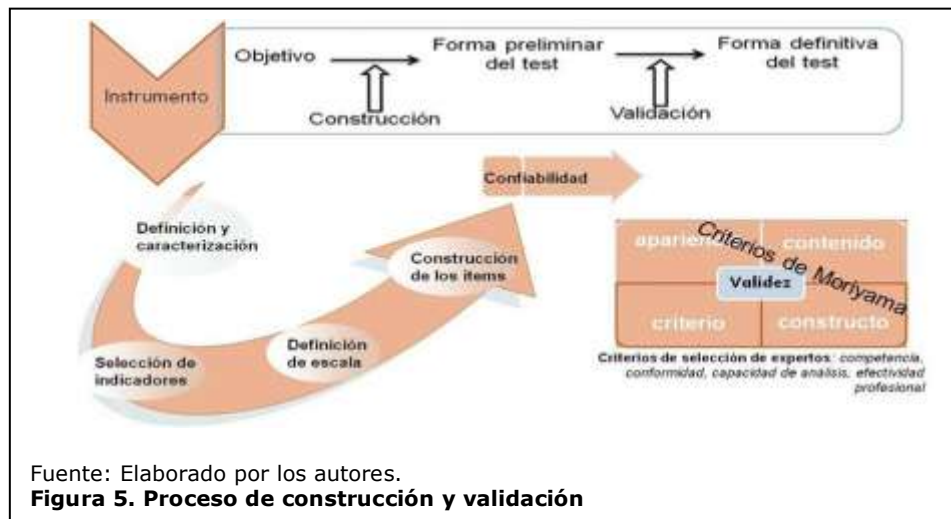 Instrumento
Objetivo
Forma preliminar
del test
Forma definitiva
del test
Construcción
Validación
Confiabilidad
Definición y
caracterización
Selección de
indicadores
Definición
de escala
Construcción
de los items
Criterios de Moriyama
contenido
Validez
criterio
constructo
Criterios de selección de expertos: competencia,
conformidad, capacidad de análisis, efectividad
profesional
Fuente: Elaborado por los autores.
Figura 5. Proceso de construcción y validación